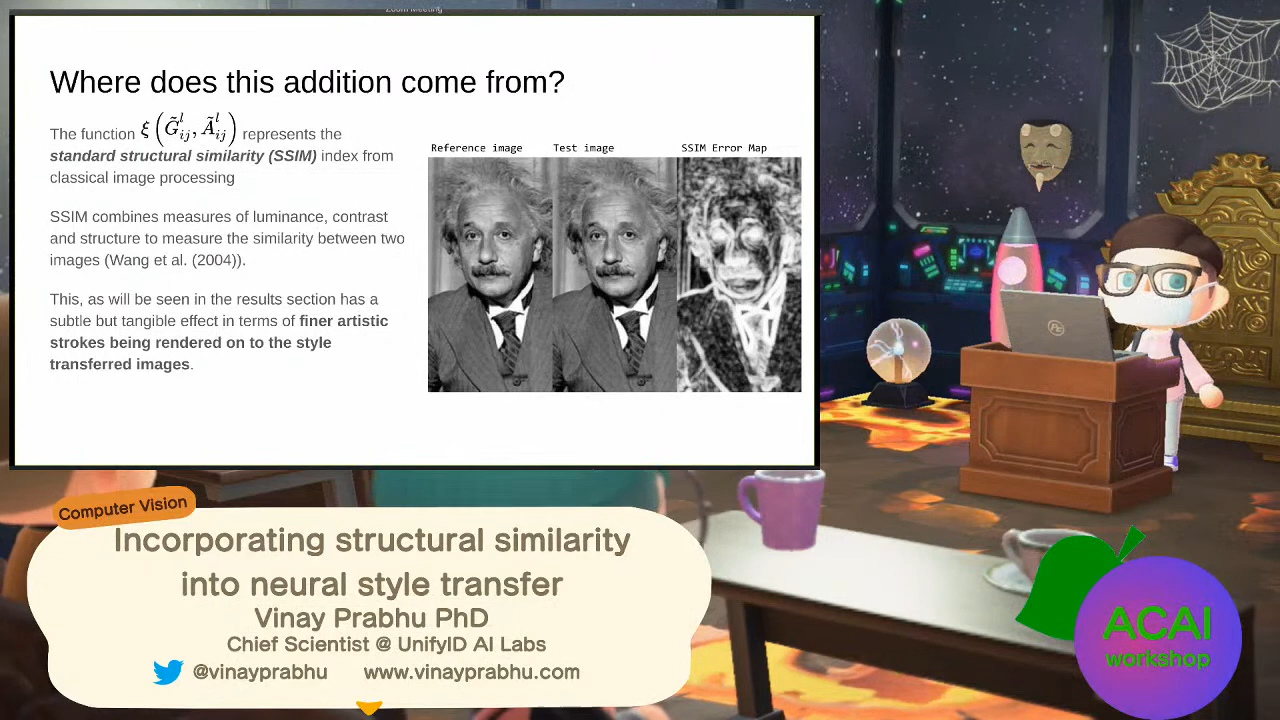 Zoom Meeting
Where does this addition come from?
The function ξ(G̃ˡᵢⱼ, Ãˡᵢⱼ) represents the
standard structural similarity (SSIM) index from
classical image processing
SSIM combines measures of luminance, contrast
and structure to measure the similarity between two
images (Wang et al. (2004)).
This, as will be seen in the results section has a
subtle but tangible effect in terms of finer artistic
strokes being rendered on to the style
transferred images.
Reference image
Test image
SSIM Error Map
Computer Vision
Incorporating structural similarity
into neural style transfer
Vinay Prabhu PhD
Chief Scientist @ UnifyID AI Labs
@vinayprabhu www.vinayprabhu.com
ACAI
workshop